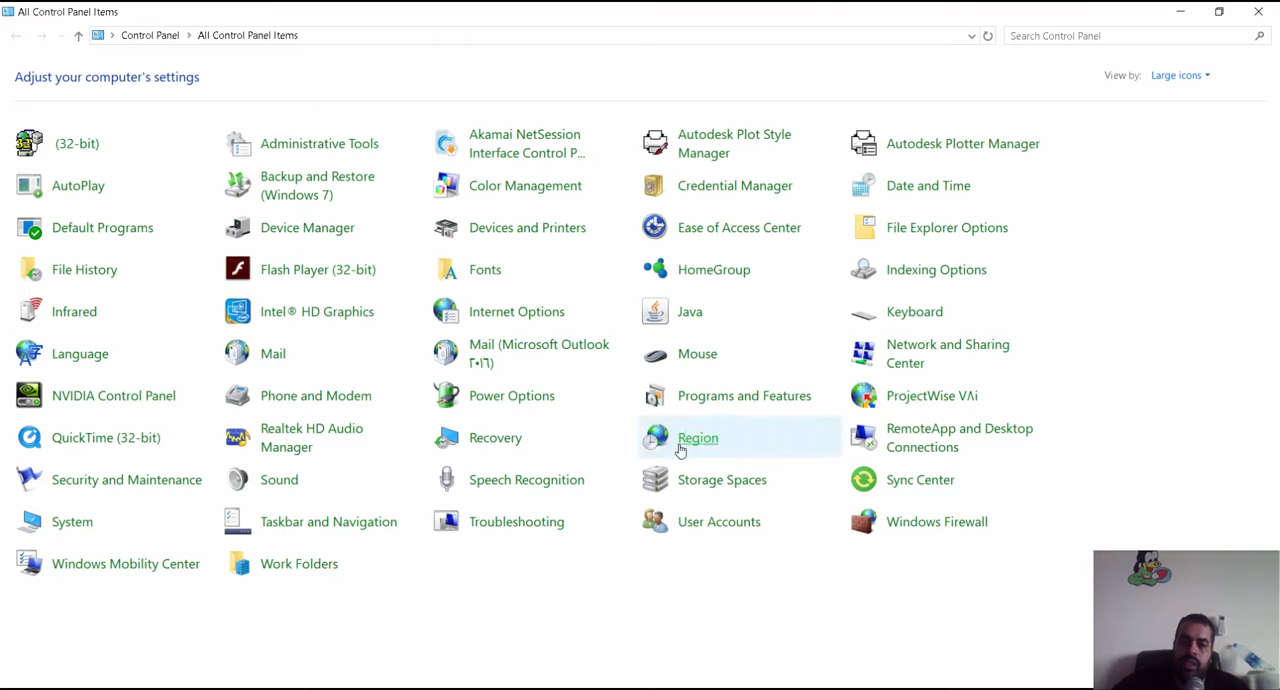 All Control Panel Items
Control Panel > All Control Panel Items
Search Control Panel
Adjust your computer's settings
View by: Large icons
(32-bit)
Administrative Tools
Akamai NetSession
Interface Control P...
Autodesk Plot Style
Manager
Autodesk Plotter Manager
AutoPlay
Backup and Restore
(Windows 7)
Color Management
Credential Manager
Date and Time
Default Programs
Device Manager
Devices and Printers
Ease of Access Center
File Explorer Options
File History
Flash Player (32-bit)
Fonts
HomeGroup
Indexing Options
Infrared
Intel® HD Graphics
Internet Options
Java
Keyboard
Language
Mail
Mail (Microsoft Outlook
٢٠١٦)
Mouse
Network and Sharing
Center
NVIDIA Control Panel
Phone and Modem
Power Options
Programs and Features
ProjectWise V٨i
QuickTime (32-bit)
Realtek HD Audio
Manager
Recovery
Region
RemoteApp and Desktop
Connections
Security and Maintenance
Sound
Speech Recognition
Storage Spaces
Sync Center
System
Taskbar and Navigation
Troubleshooting
User Accounts
Windows Firewall
Windows Mobility Center
Work Folders